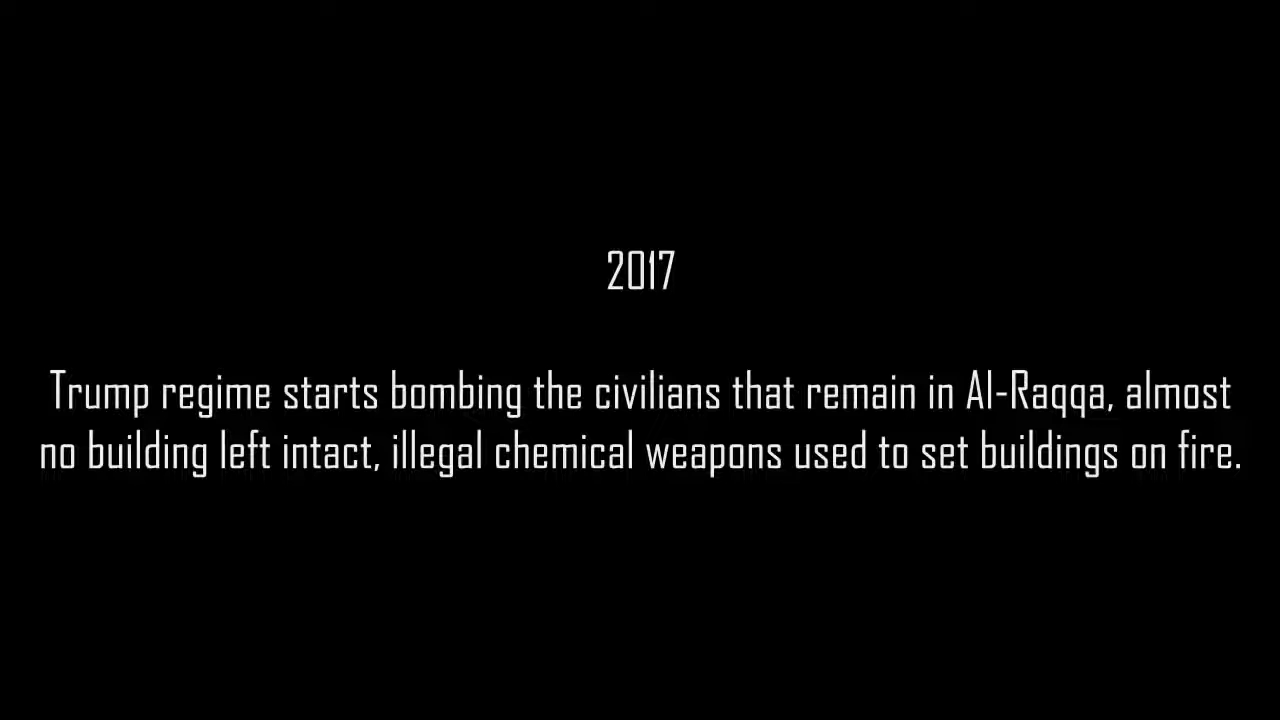 2017
Trump regime starts bombing the civilians that remain in Al-Raqqa, almost
no building left intact, illegal chemical weapons used to set buildings on fire.